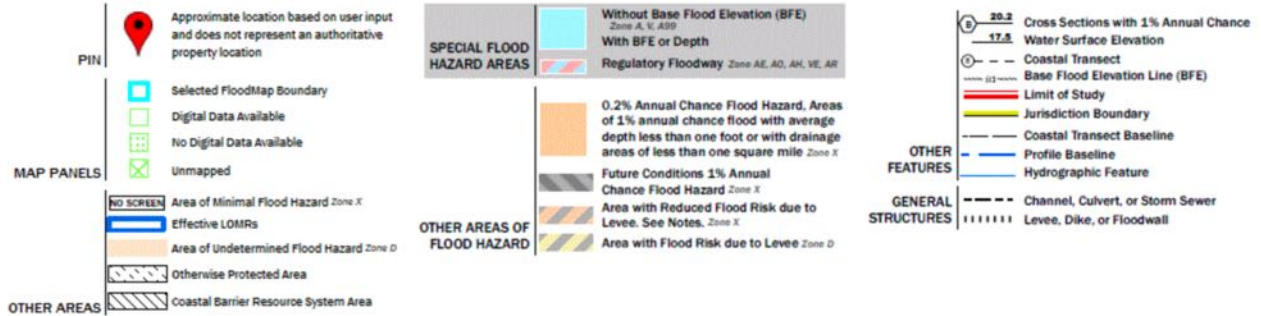 Approximate location based on user input
and does not represent an authoritative
property location
PIN
Selected FloodMap Boundary
Digital Data Available
No Digital Data Available
Unmapped
MAP PANELS
NO SCREEN Area of Minimal Flood Hazard Zone X
Effective LOMRs
Area of Undetermined Flood Hazard Zone D
Otherwise Protected Area
Coastal Barrier Resource System Area
OTHER AREAS
SPECIAL FLOOD
HAZARD AREAS
Without Base Flood Elevation (BFE)
Zone A, V, A99
With BFE or Depth
Regulatory Floodway Zone AE, AO, AH, VE, AR
0.2% Annual Chance Flood Hazard, Areas
of 1% annual chance flood with average
depth less than one foot or with drainage
areas of less than one square mile Zone X
Future Conditions 1% Annual
Chance Flood Hazard Zone X
Area with Reduced Flood Risk due to
Levee. See Notes. Zone X
Area with Flood Risk due to Levee Zone D
OTHER AREAS OF
FLOOD HAZARD
B 20.2 Cross Sections with 1% Annual Chance
17.5 Water Surface Elevation
8 Coastal Transect
Base Flood Elevation Line (BFE)
Limit of Study
Jurisdiction Boundary
Coastal Transect Baseline
Profile Baseline
Hydrographic Feature
OTHER
FEATURES
Channel, Culvert, or Storm Sewer
Levee, Dike, or Floodwall
GENERAL
STRUCTURES